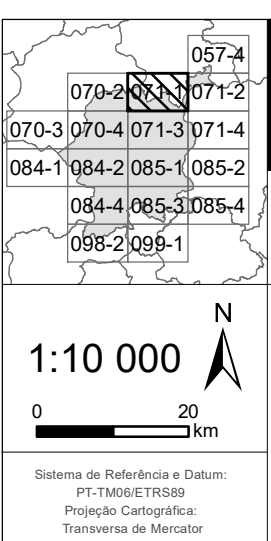 057-4
070-2 071-1 071-2
070-3 070-4 071-3 071-4
084-1 084-2 085-1 085-2
084-4 085-3 085-4
098-2 099-1
N
1:10 000
0 20
km
Sistema de Referência e Datum:
PT-TM06/ETRS89
Projeção Cartográfica:
Transversa de Mercator